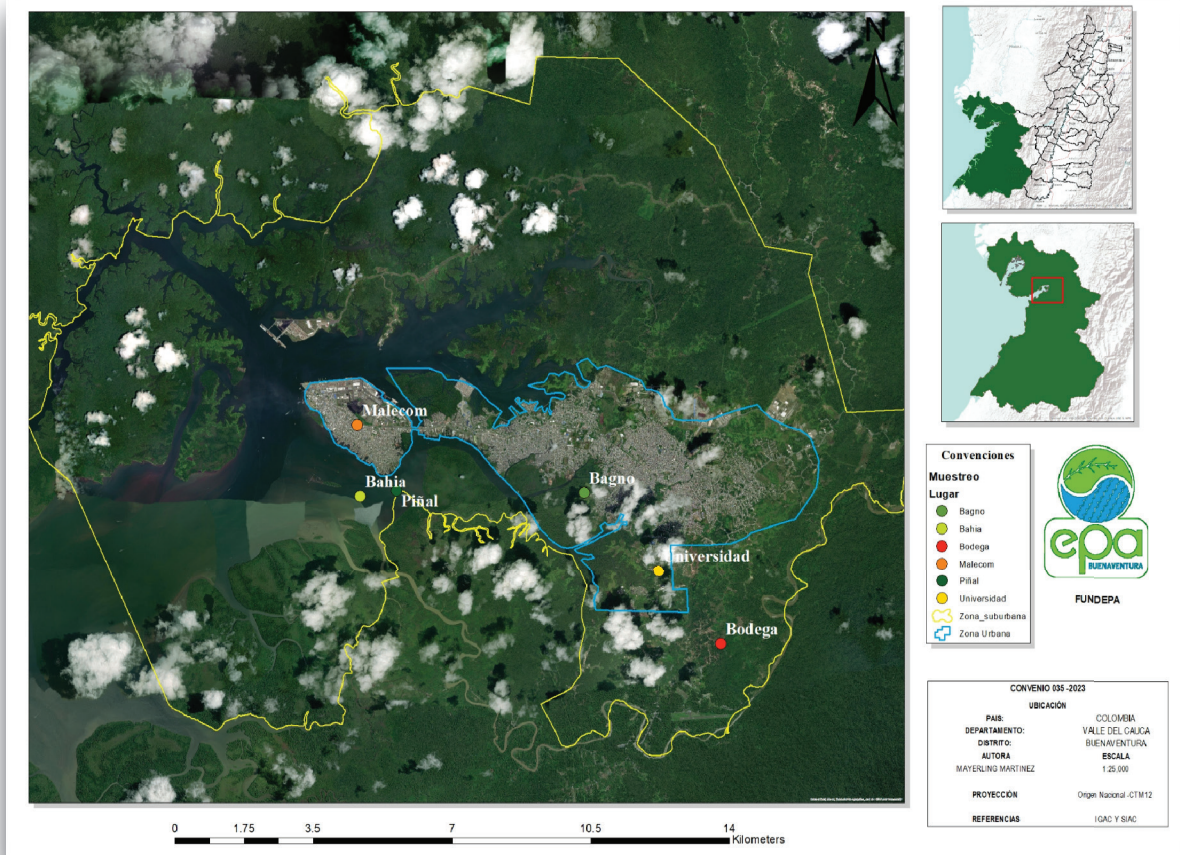 N
Malecom
Bahia
Piñal
Bagno
Universidad
Bodega
0 1.75 3.5 7 10.5 14
Kilometers
Convenciones
Muestreo
Lugar
Bagno
Bahia
Bodega
Malecom
Piñal
Universidad
Zona_suburbana
Zona Urbana
epa
BUENAVENTURA
FUNDEPA
CONVENIO 035 -2023
UBICACIÓN
PAIS: COLOMBIA
DEPARTAMENTO: VALLE DEL CAUCA
DISTRITO: BUENAVENTURA
AUTORA ESCALA
MAYERLING MARTINEZ 1:25,000
PROYECCIÓN Origen Nacional -CTM12
REFERENCIAS IGAC Y SIAC